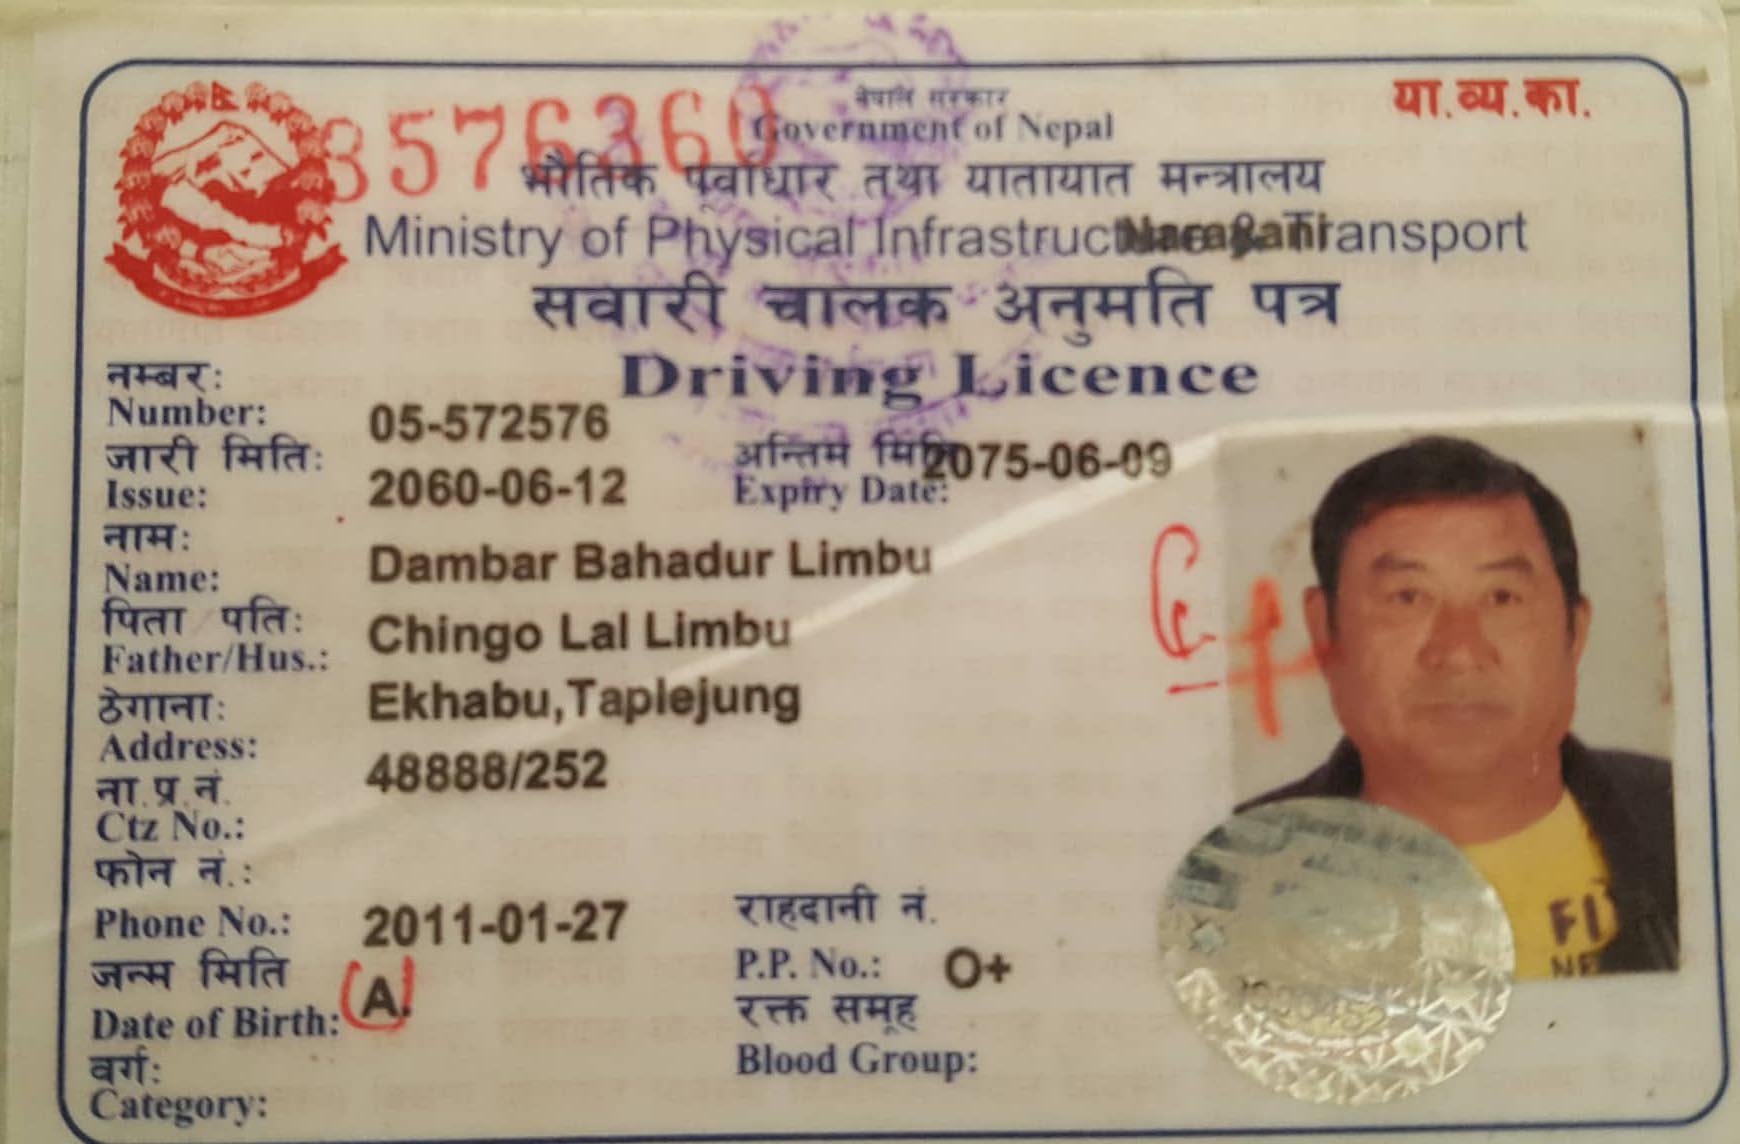 या.व्य.का.
3576360
नेपाल सरकार
Government of Nepal
भौतिक पूर्वाधार तथा यातायात मन्त्रालय
Ministry of Physical Infrastructure & Transport
Narayani
सवारी चालक अनुमति पत्र
Driving Licence
नम्बर:
Number: 05-572576
जारी मिति: अन्तिम मिति 2075-06-09
Issue: 2060-06-12 Expiry Date:
नाम:
Name: Dambar Bahadur Limbu
पिता पति:
Father/Hus.: Chingo Lal Limbu
ठेगाना: Ekhabu,Taplejung
Address:
ना.प्र.नं. 48888/252
Ctz No.:
फोन नं.:
Phone No.: 2011-01-27 राहदानी नं.
जन्म मिति P.P. No.: O+
Date of Birth: A. रक्त समूह
वर्ग: Blood Group:
Category:
FI